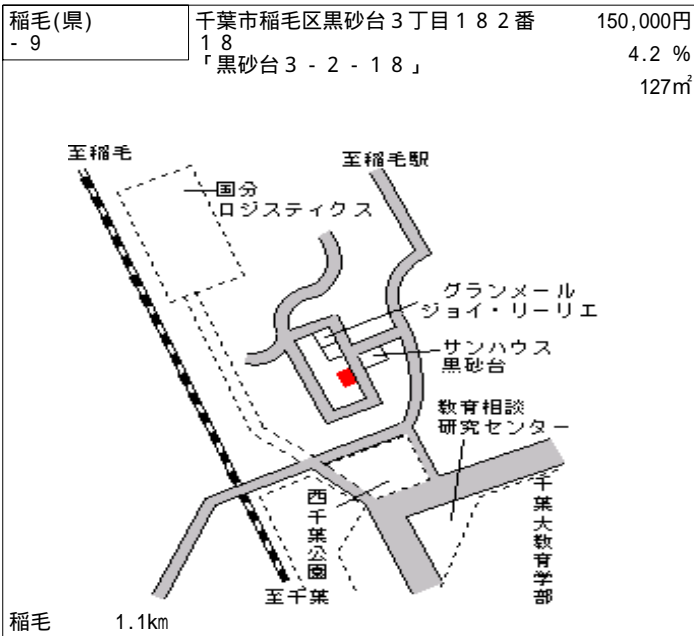 稲毛(県)
- 9
千葉市稲毛区黒砂台３丁目１８２番
１８
「黒砂台３－２－１８」
150,000円
4.2 %
127㎡
至稲毛
至稲毛駅
国分
ロジスティクス
グランメール
ジョイ・リーリエ
サンハウス
黒砂台
教育相談
研究センター
西千葉公園
千葉大教育学部
至千葉
稲毛 1.1km